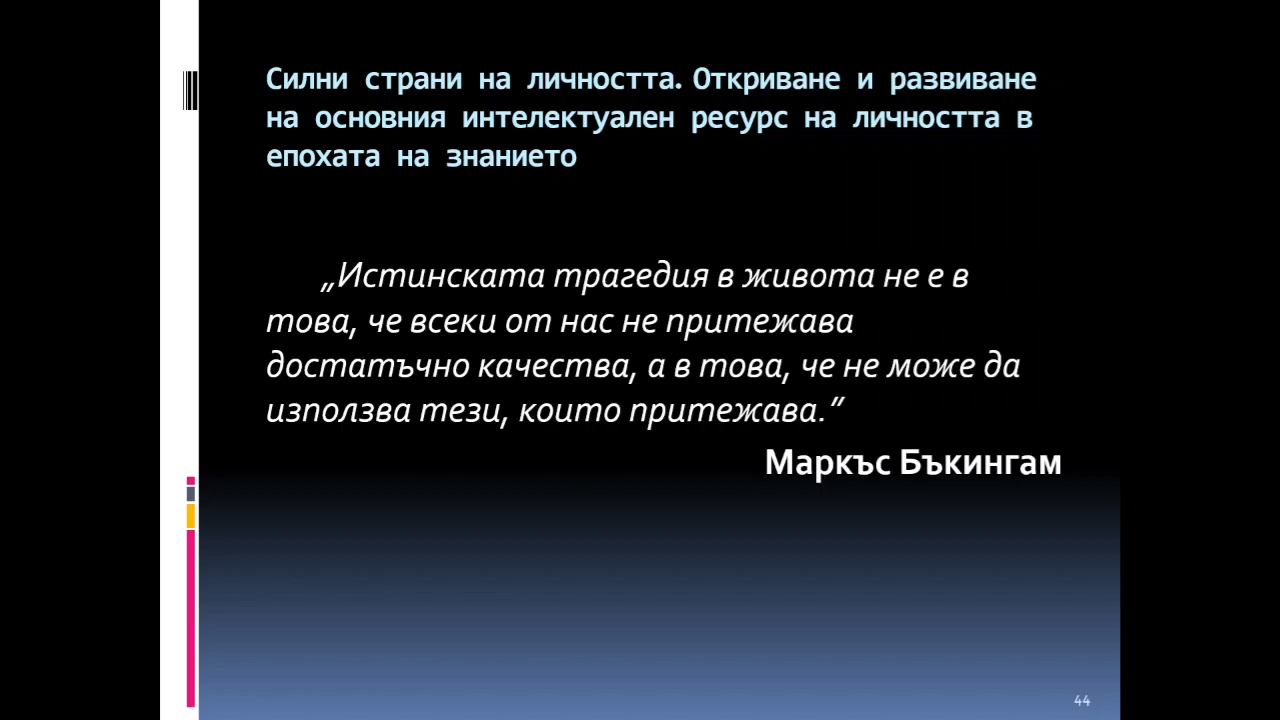 Силни страни на личността. Откриване и развиване
на основния интелектуален ресурс на личността в
епохата на знанието
„Истинската трагедия в живота не е в
това, че всеки от нас не притежава
достатъчно качества, а в това, че не може да
използва тези, които притежава.”
Маркъс Бъкингам
44